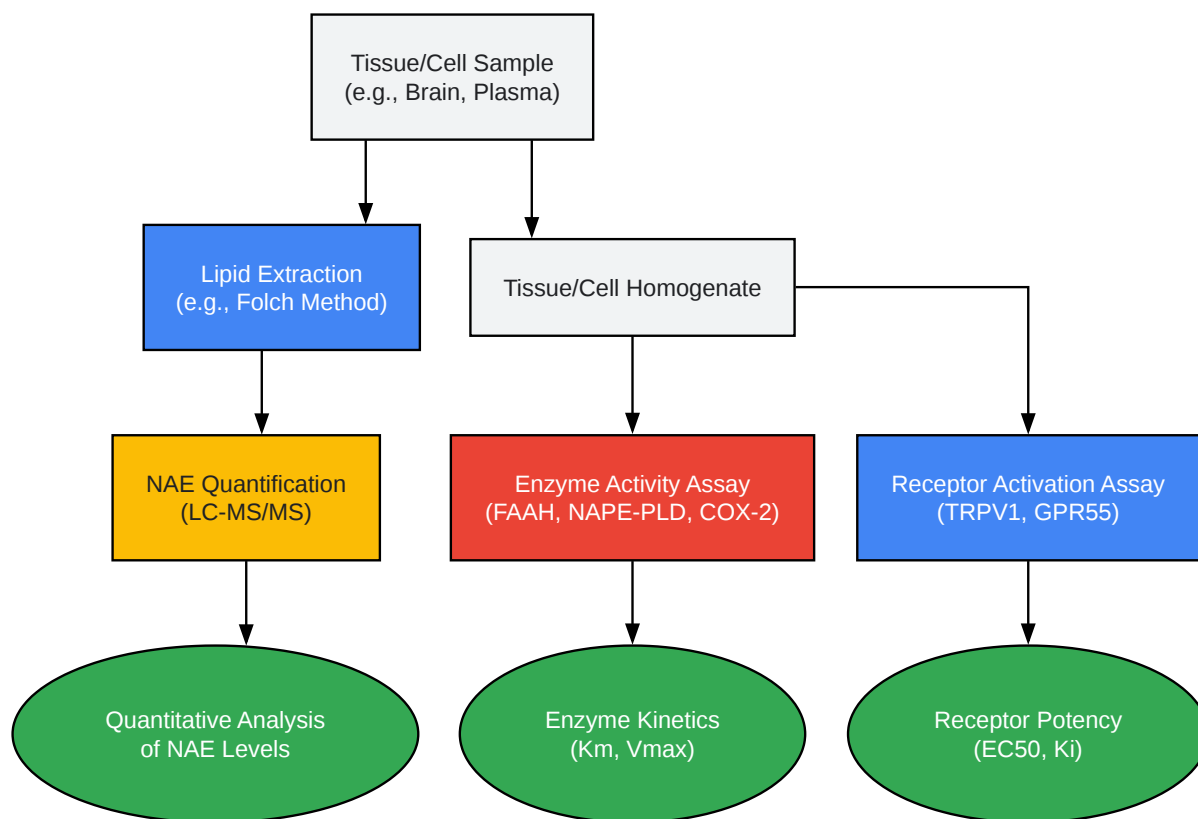 Tissue/Cell Sample
(e.g., Brain, Plasma)
Lipid Extraction
(e.g., Folch Method)
Tissue/Cell Homogenate
NAE Quantification
(LC-MS/MS)
Enzyme Activity Assay
(FAAH, NAPE-PLD, COX-2)
Receptor Activation Assay
(TRPV1, GPR55)
Quantitative Analysis
of NAE Levels
Enzyme Kinetics
(Km, Vmax)
Receptor Potency
(EC50, Ki)